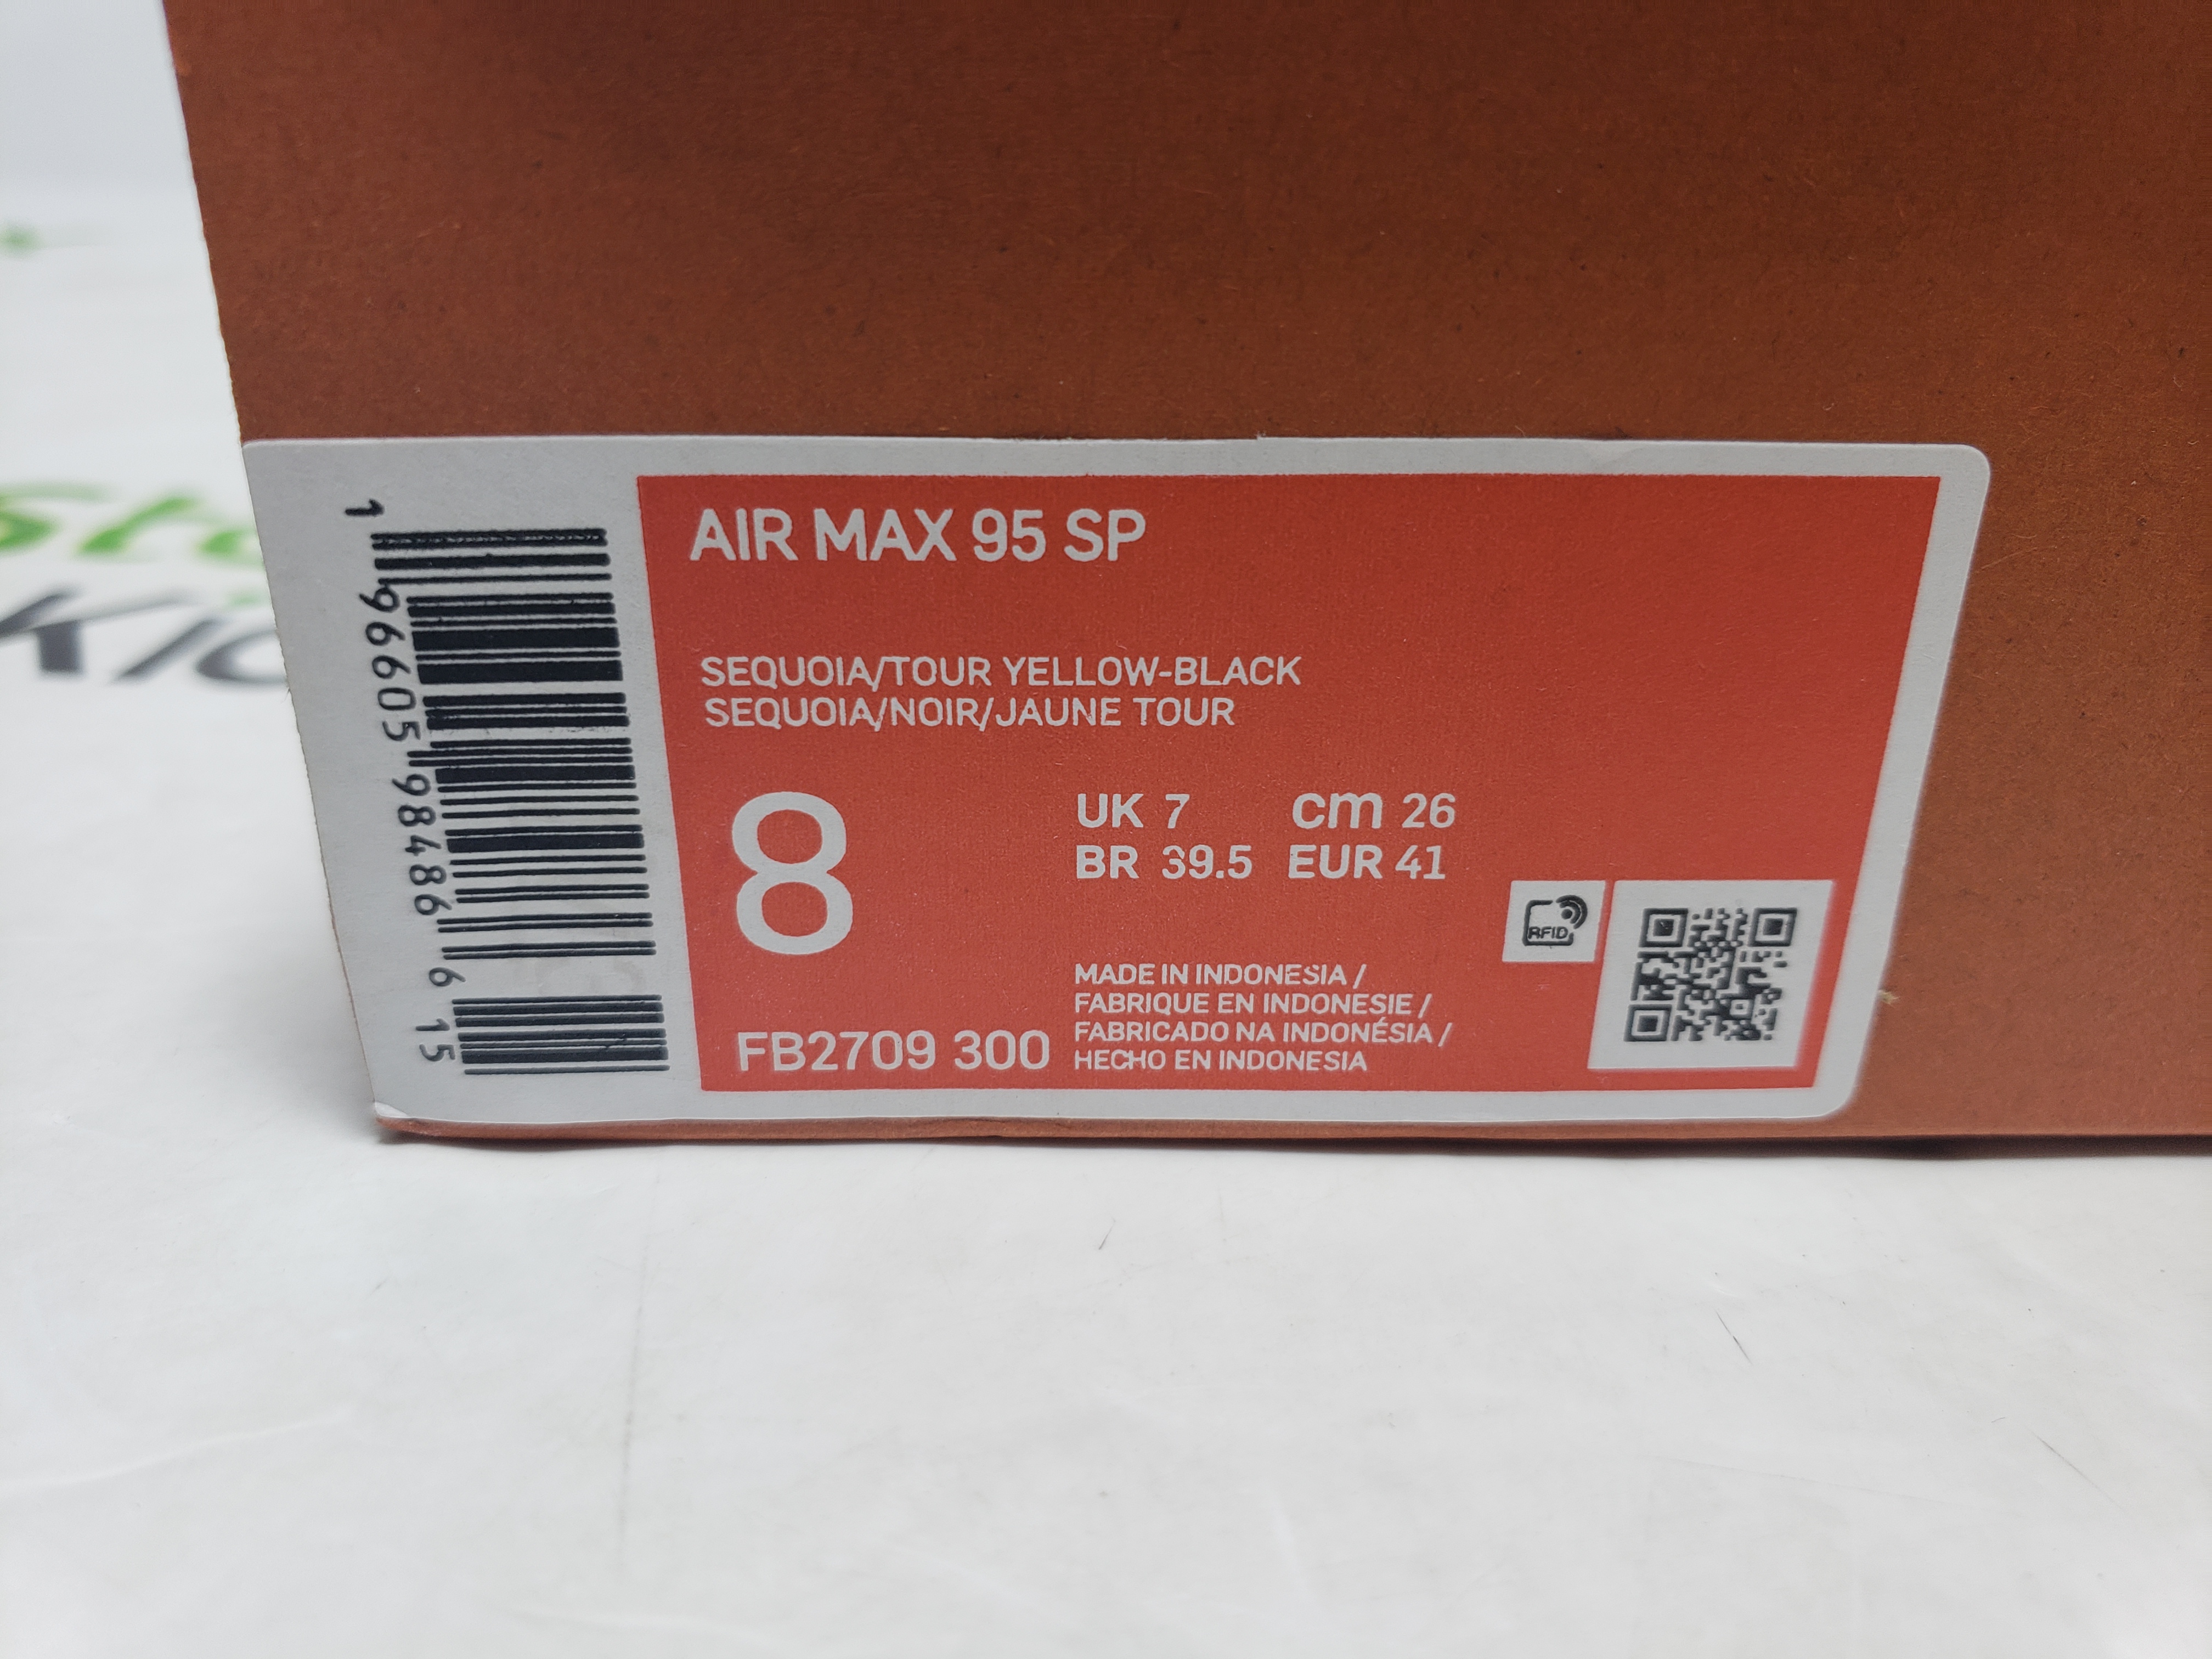 AIR MAX 95 SP
SEQUOIA/TOUR YELLOW-BLACK
SEQUOIA/NOIR/JAUNE TOUR
8
UK 7 cm 26
BR 39.5 EUR 41
RFID
MADE IN INDONESIA /
FABRIQUE EN INDONESIE /
FABRICADO NA INDONÉSIA /
HECHO EN INDONESIA
FB2709 300
1 96605 98486 6 15